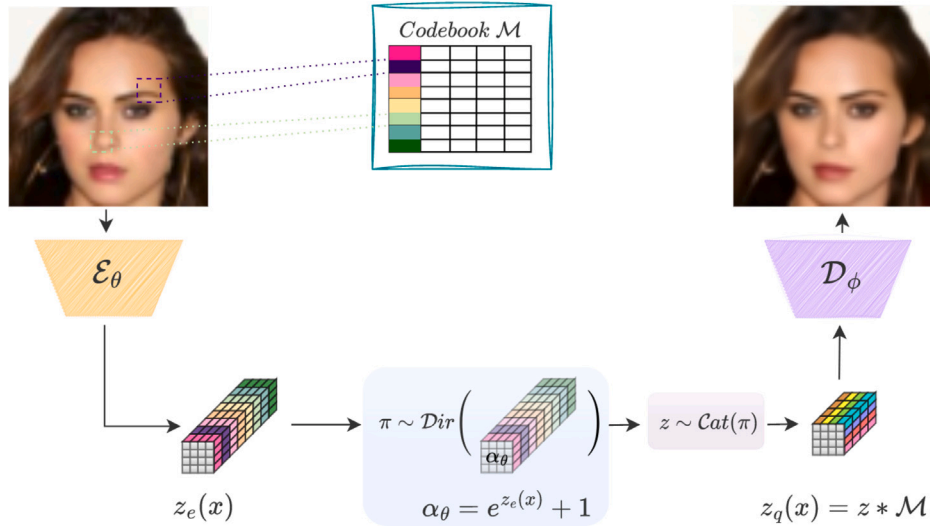 Codebook ℳ
ℰ_θ
𝒟_ϕ
π ∼ 𝒟ir( α_θ )
z ∼ 𝒞at(π)
z_e(x)
α_θ = e^{z_e(x)} + 1
z_q(x) = z * ℳ